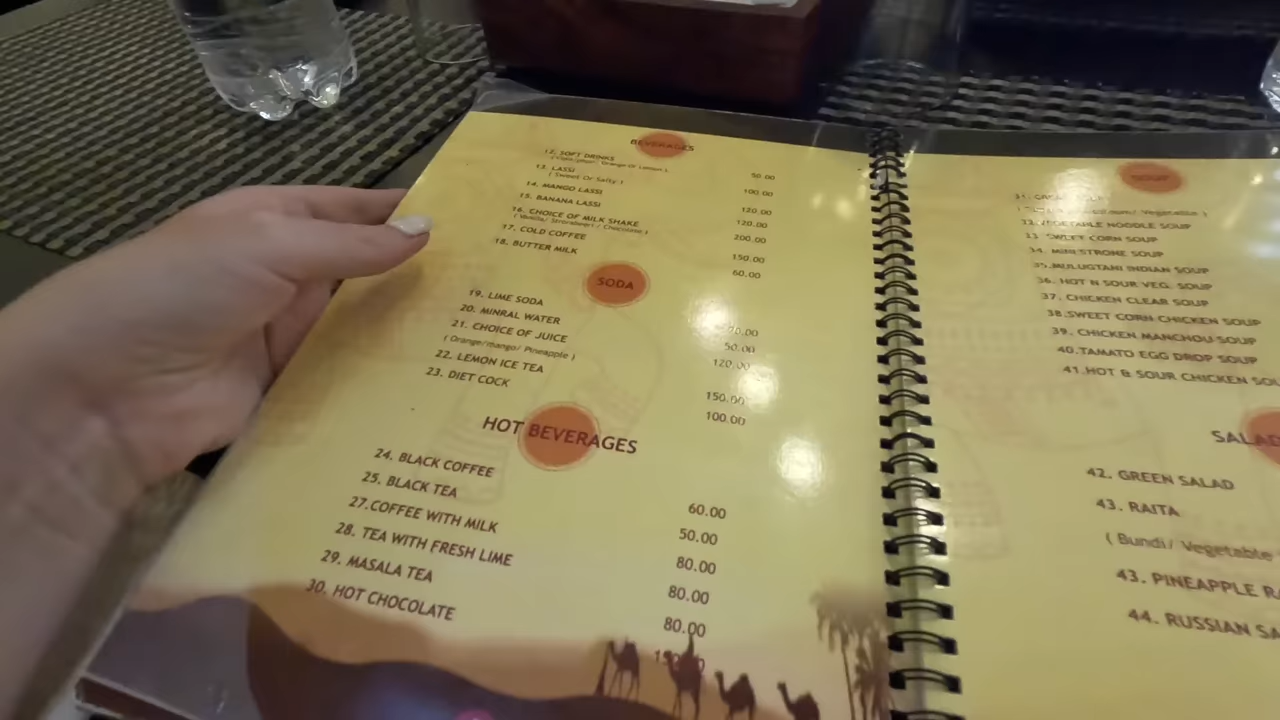 BEVERAGES
12. SOFT DRINKS 50.00
13. LASSI 100.00
( Sweet Or Salty )
14. MANGO LASSI 120.00
15. BANANA LASSI 120.00
16. CHOICE OF MILK SHAKE 200.00
17. COLD COFFEE 150.00
18. BUTTER MILK 60.00
SODA
19. LIME SODA
20. MINRAL WATER 50.00
21. CHOICE OF JUICE 120.00
( Orange/mango/ Pineapple )
22. LEMON ICE TEA 150.00
23. DIET COCK 100.00
HOT BEVERAGES
24. BLACK COFFEE 60.00
25. BLACK TEA 50.00
27.COFFEE WITH MILK 80.00
28. TEA WITH FRESH LIME 80.00
29. MASALA TEA 80.00
30. HOT CHOCOLATE
SOUP
32.VEGETABLE NOODLE SOUP
33. SWEET CORN SOUP
34. MINESTRONE SOUP
35.MULUGTANI INDIAN SOUP
36. HOT N SOUR VEG. SOUP
37. CHICKEN CLEAR SOUP
38.SWEET CORN CHICKEN SOUP
39. CHICKEN MANCHOU SOUP
40.TAMATO EGG DROP SOUP
41.HOT & SOUR CHICKEN
42. GREEN SALAD
43. RAITA
( Bundi/ Vegetable
43. PINEAPPLE
44. RUSSIAN